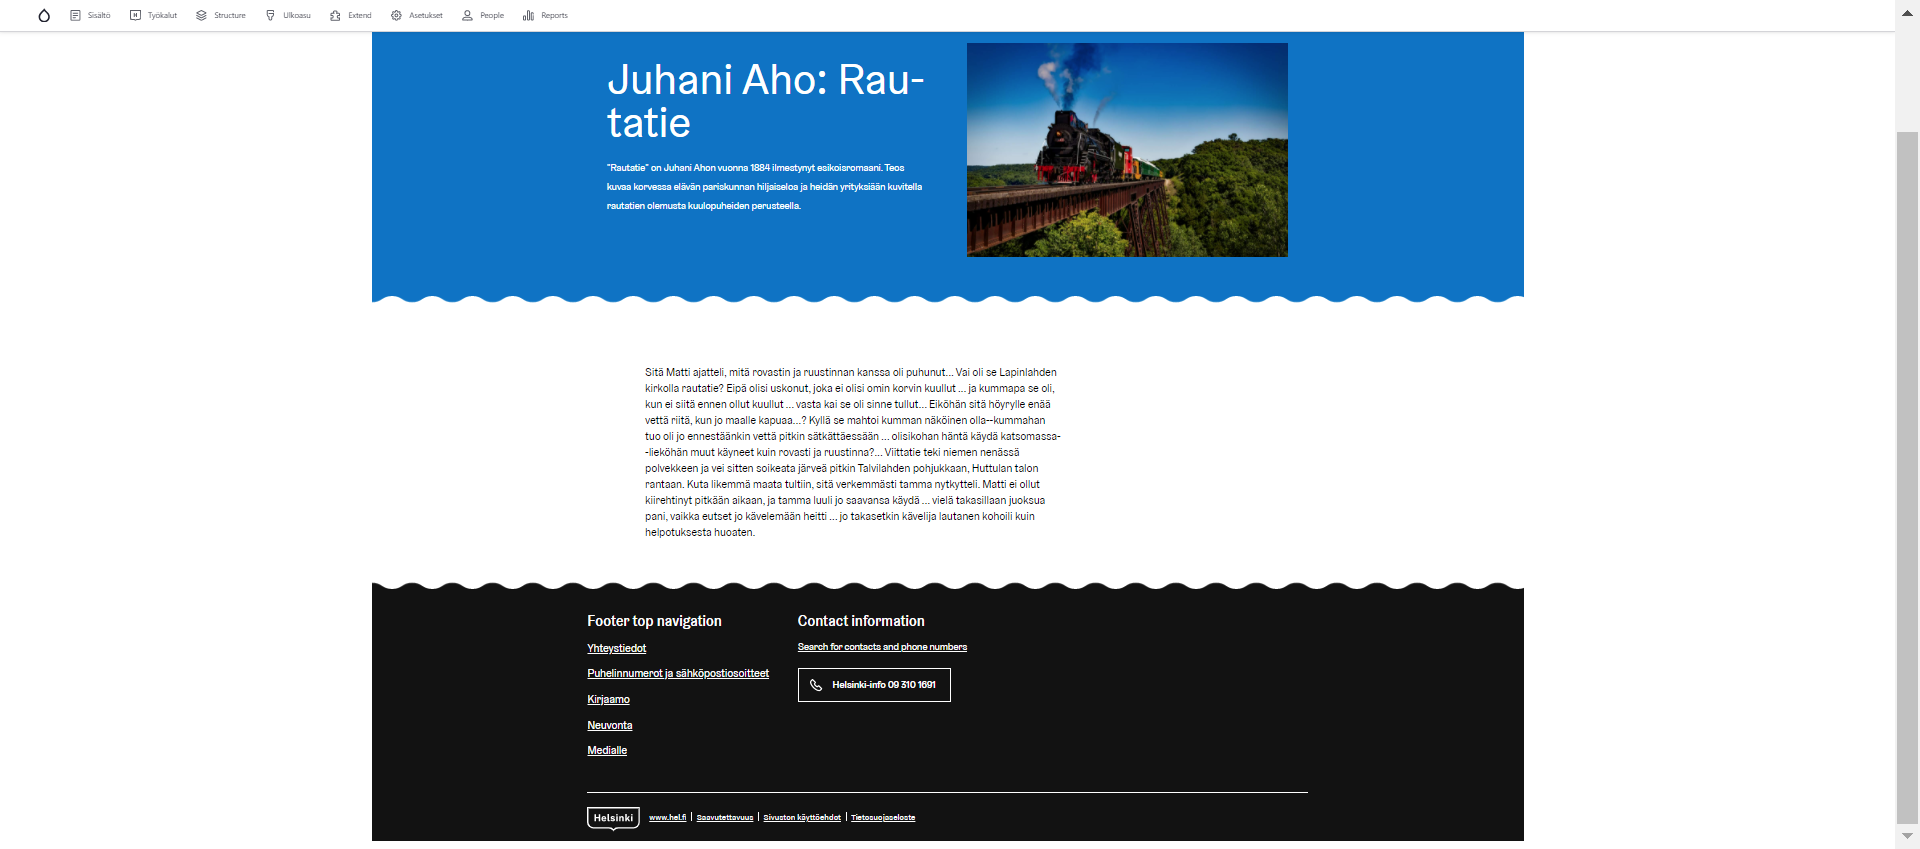 Sisältö Työkalut Structure Ulkoasu Extend Asetukset People Reports
Juhani Aho: Rau-
tatie
"Rautatie" on Juhani Ahon vuonna 1884 ilmestynyt esikoisromaani. Teos
kuvaa korvessa elävän pariskunnan hiljaiseloa ja heidän yrityksiään kuvitella
rautatien olemusta kuulopuheiden perusteella.
Sitä Matti ajatteli, mitä rovastin ja ruustinnan kanssa oli puhunut... Vai oli se Lapinlahden
kirkolla rautatie? Eipä olisi uskonut, joka ei olisi omin korvin kuullut ... ja kummapa se oli,
kun ei siitä ennen ollut kuullut ... vasta kai se oli sinne tullut... Eiköhän sitä höyrylle enää
vettä riitä, kun jo maalle kapuaa...? Kyllä se mahtoi kumman näköinen olla--kummahan
tuo oli jo ennestäänkin vettä pitkin sätkättäessään ... olisikohan häntä käydä katsomassa-
-lieköhän muut käyneet kuin rovasti ja ruustinna?... Viittatie teki niemen nenässä
polvekkeen ja vei sitten soikeata järveä pitkin Talvilahden pohjukkaan, Huttulan talon
rantaan. Kuta likemmä maata tultiin, sitä verkemmästi tamma nytkytteli. Matti ei ollut
kiirehtinyt pitkään aikaan, ja tamma luuli jo saavansa käydä ... vielä takasillaan juoksua
pani, vaikka eutset jo kävelemään heitti ... jo takasetkin kävelijä lautanen kohoili kuin
helpotuksesta huoaten.
Footer top navigation
Yhteystiedot
Puhelinnumerot ja sähköpostiosoitteet
Kirjaamo
Neuvonta
Medialle
Contact information
Search for contacts and phone numbers
Helsinki-info 09 310 1691
Helsinki www.hel.fi | Saavutettavuus | Sivuston käyttöehdot | Tietosuojaseloste